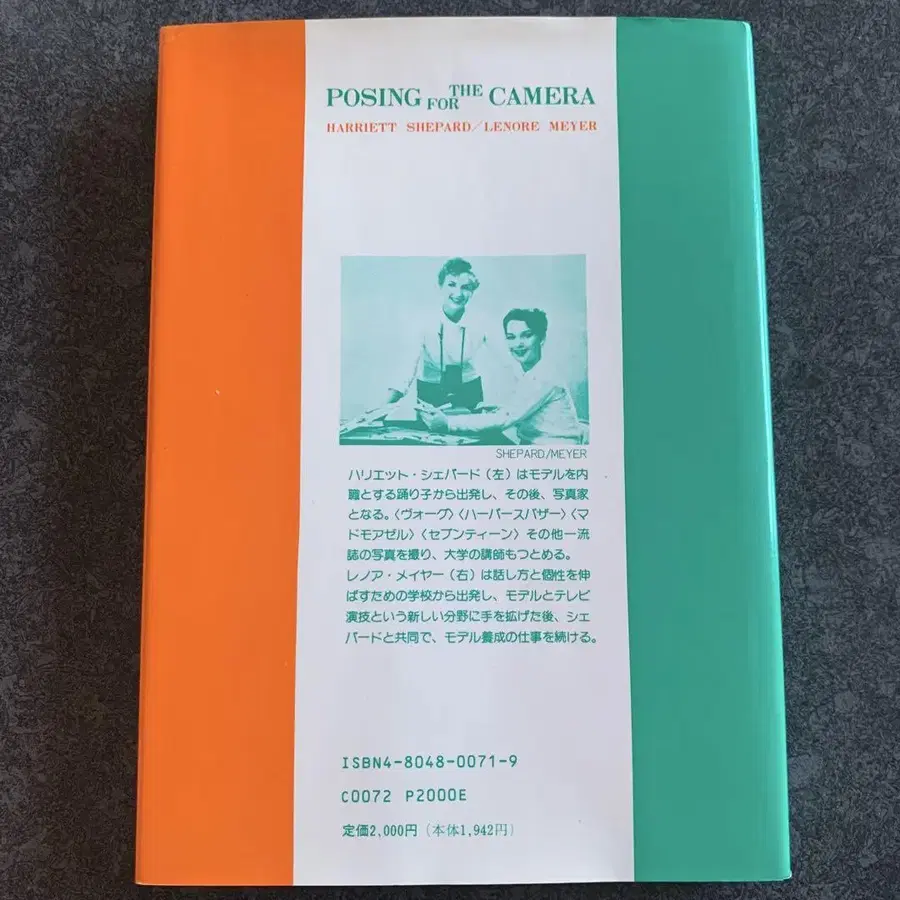 POSING FOR THE CAMERA
HARRIETT SHEPARD/LENORE MEYER
SHEPARD/MEYER
ハリエット・シェパード（左）はモデルを内
職とする踊り子から出発し、その後、写真家
となる。〈ヴォーグ〉〈ハーパースバザー〉〈マ
ドモアゼル〉〈セブンティーン〉その他一流
誌の写真を撮り、大学の講師もつとめる。
レノア・メイヤー（右）は話し方と個性を伸
ばすための学校から出発し、モデルとテレビ
演技という新しい分野に手を拡げた後、シェ
パードと共同で、モデル養成の仕事を続ける。
ISBN4-8048-0071-9
C0072 P2000E
定価2,000円（本体1,942円）